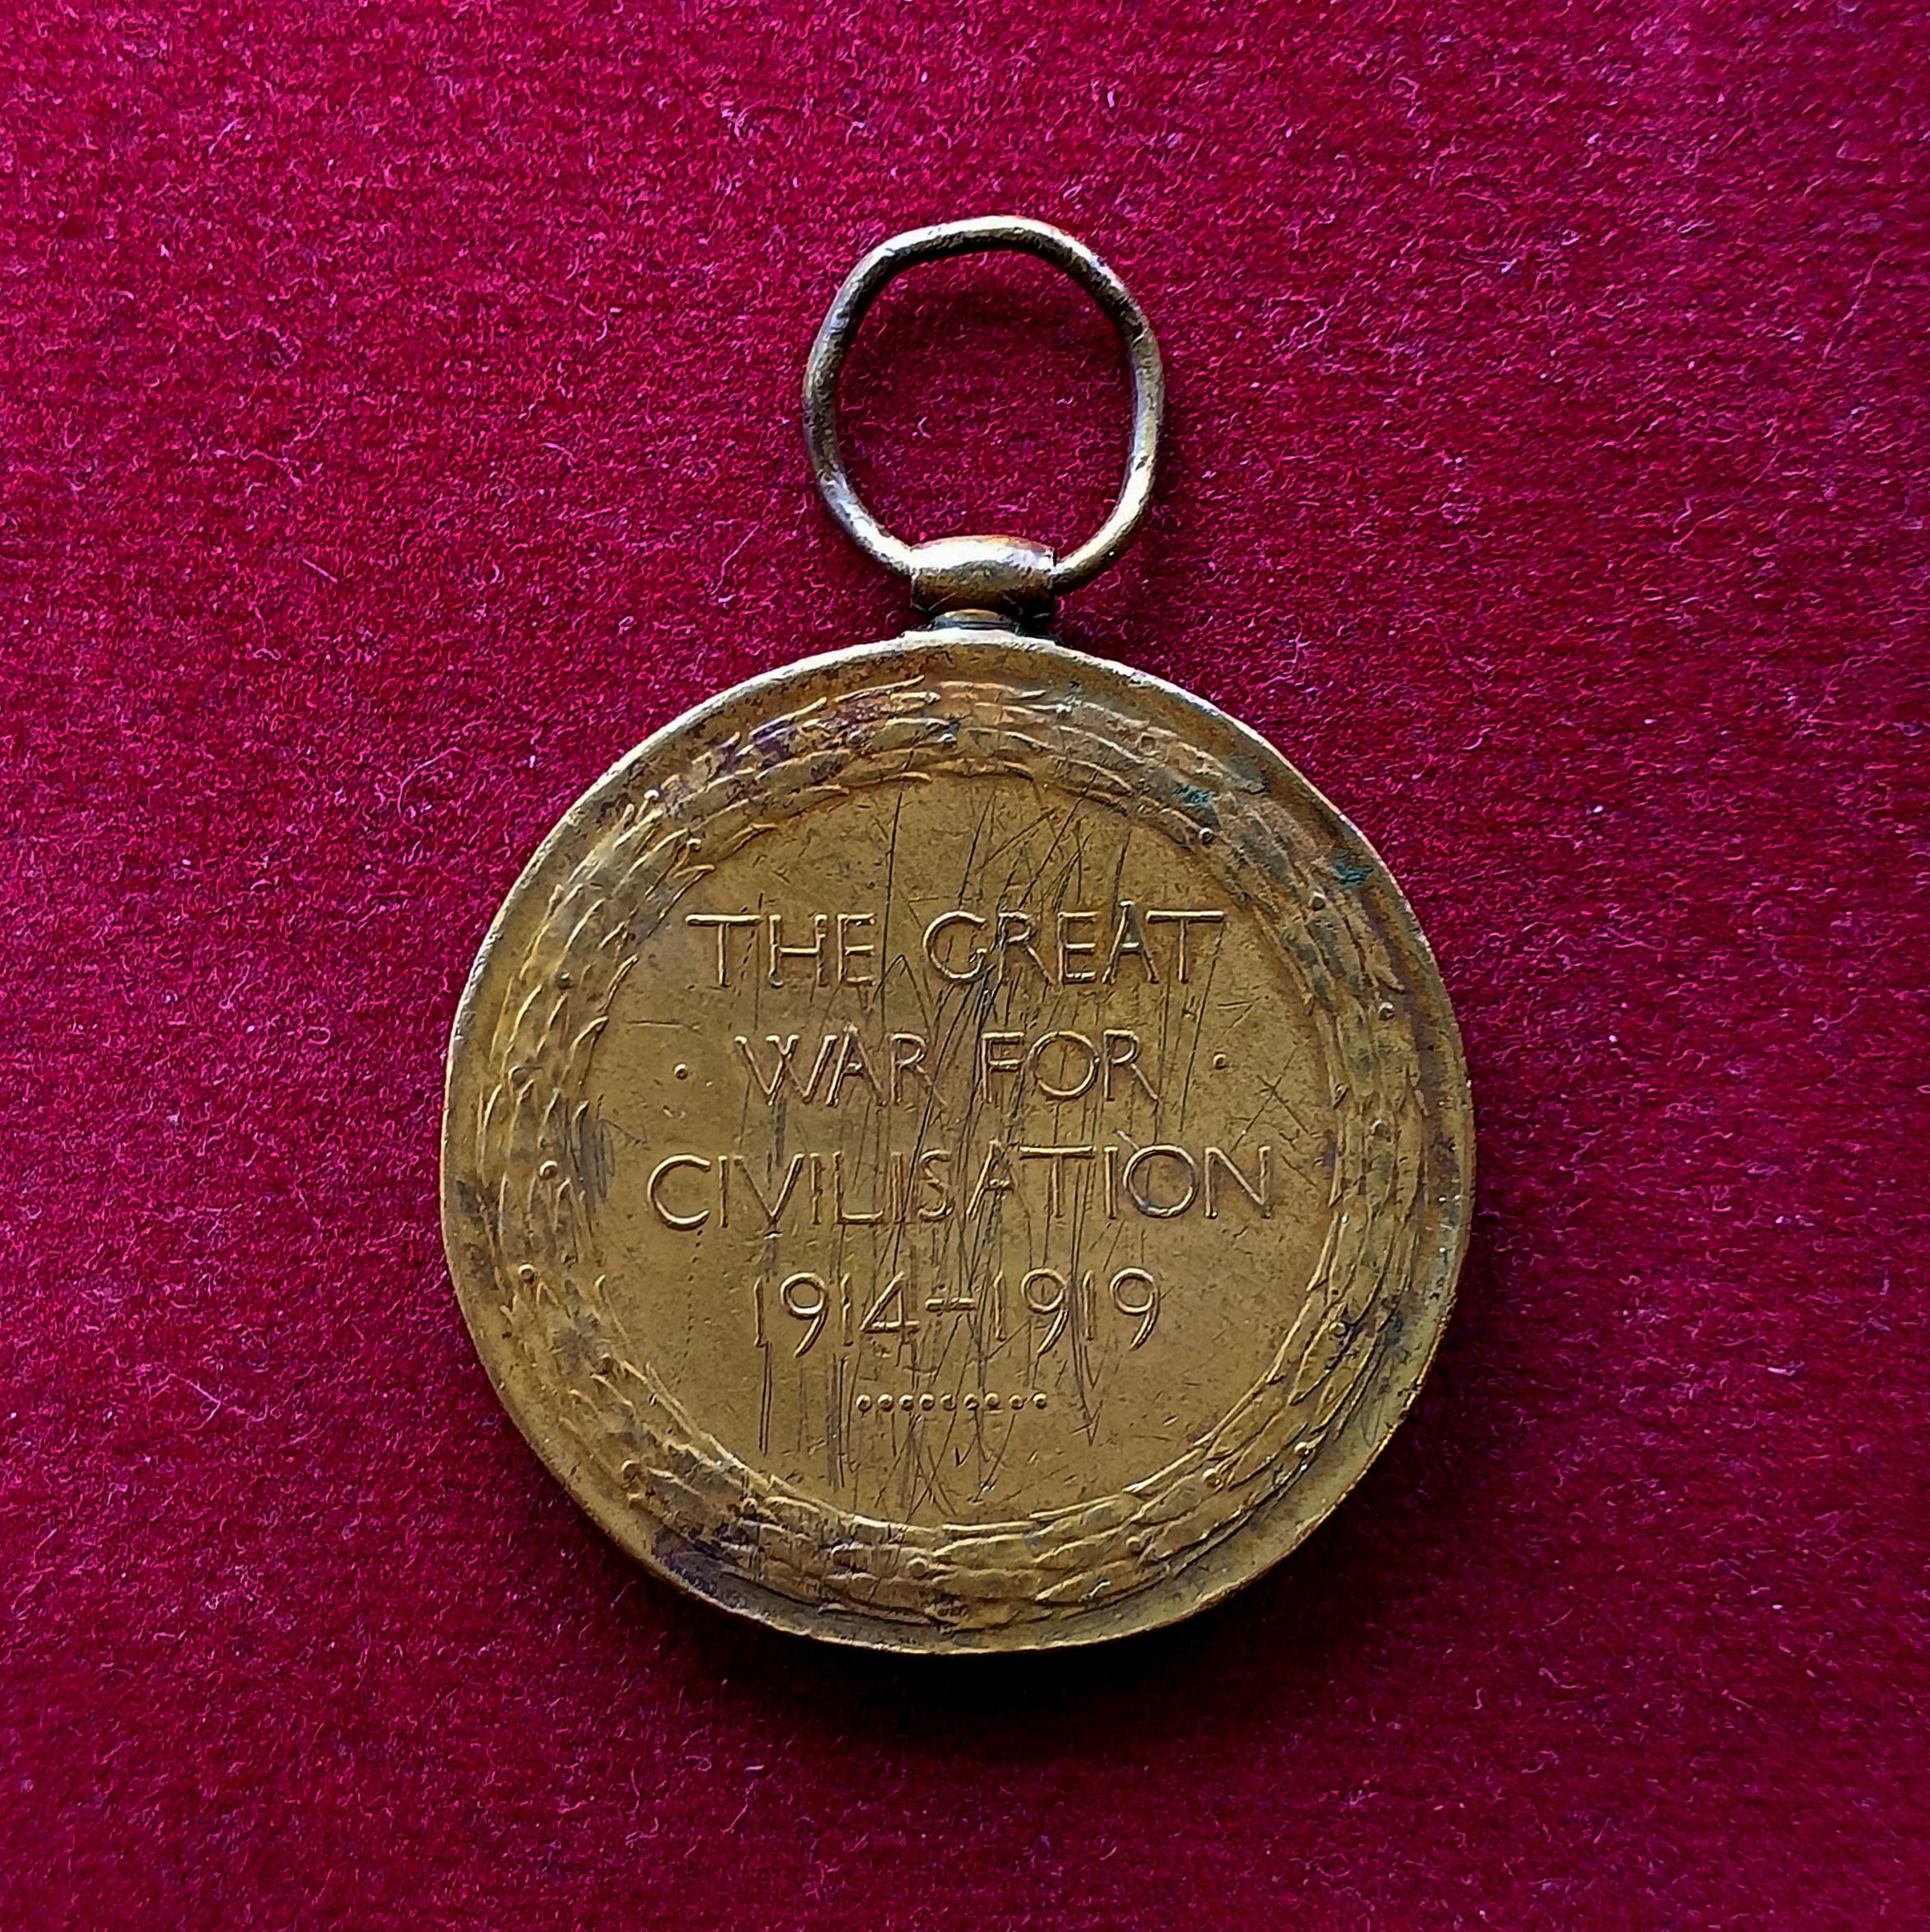 THE GREAT
· WAR FOR ·
CIVILISATION
1914–1919